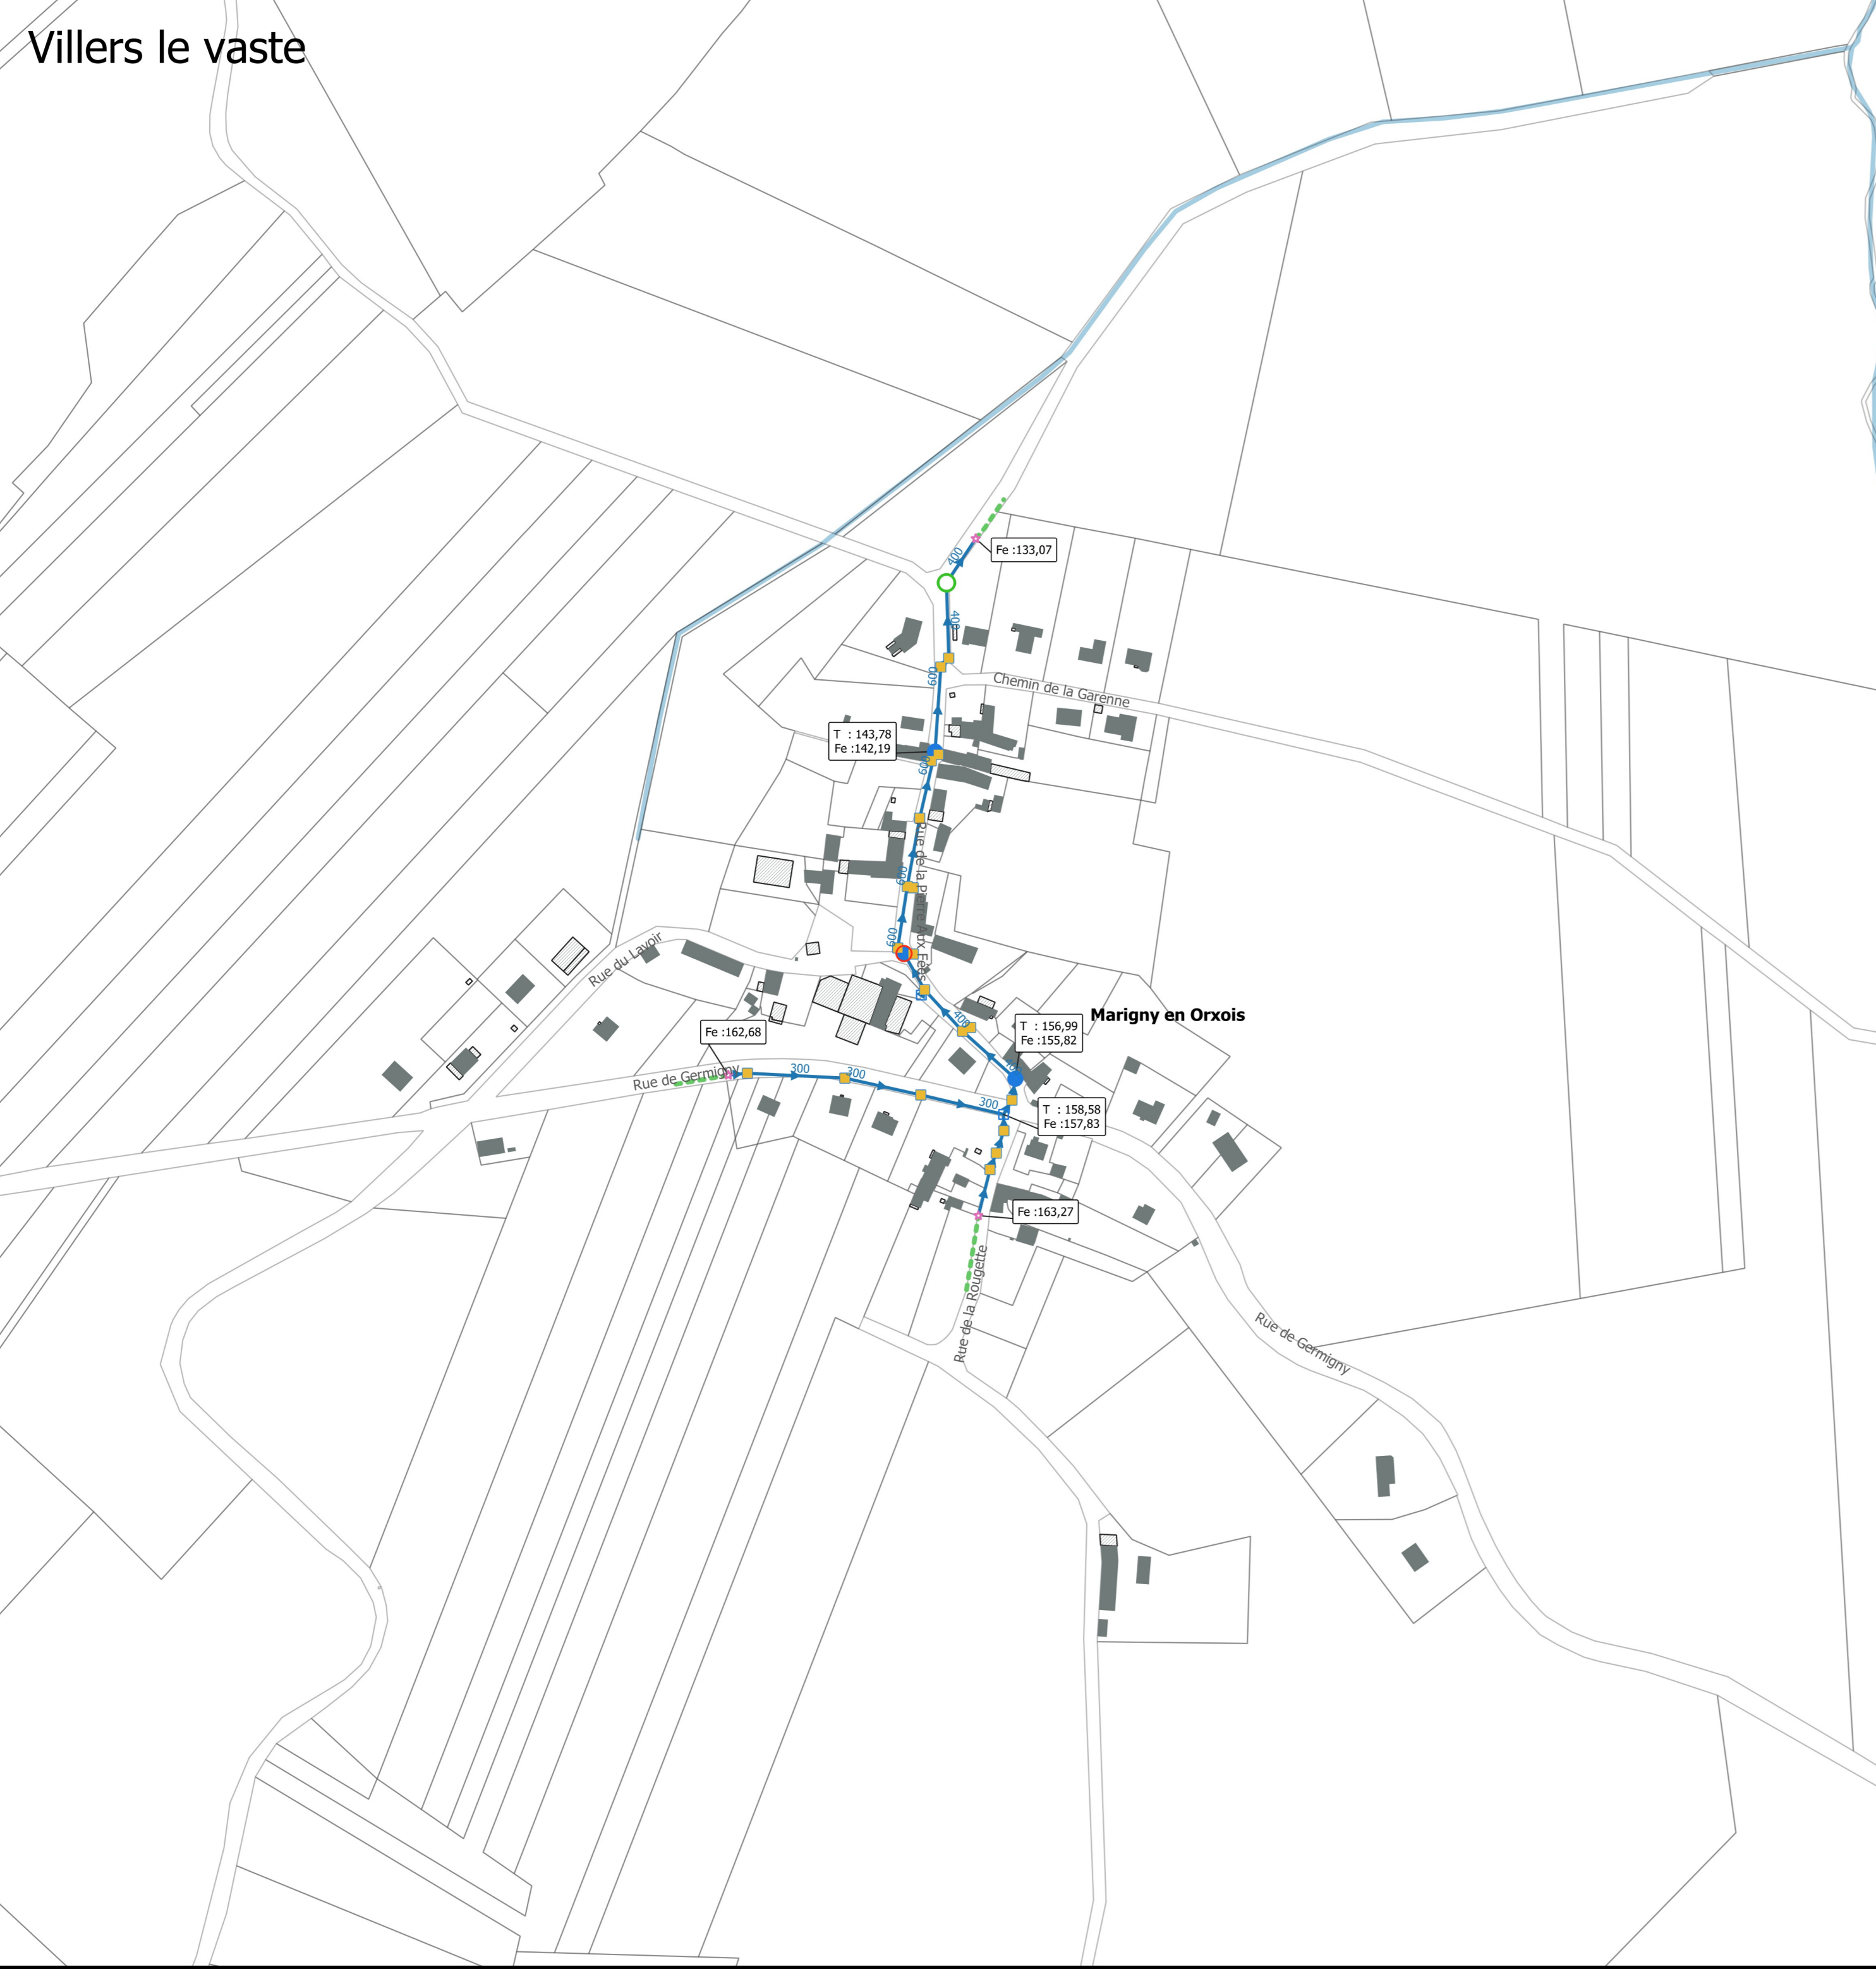 Villers le vaste
400
Fe :133,07
400
600
Chemin de la Garenne
T : 143,78
Fe :142,19
600
600
Rue de la Pierre Aux Fées
600
Rue du Lavoir
400
Marigny en Orxois
Fe :162,68
T : 156,99
Fe :155,82
Rue de Germigny
300
300
300
T : 158,58
Fe :157,83
Fe :163,27
Rue de la Rougette
Rue de Germigny